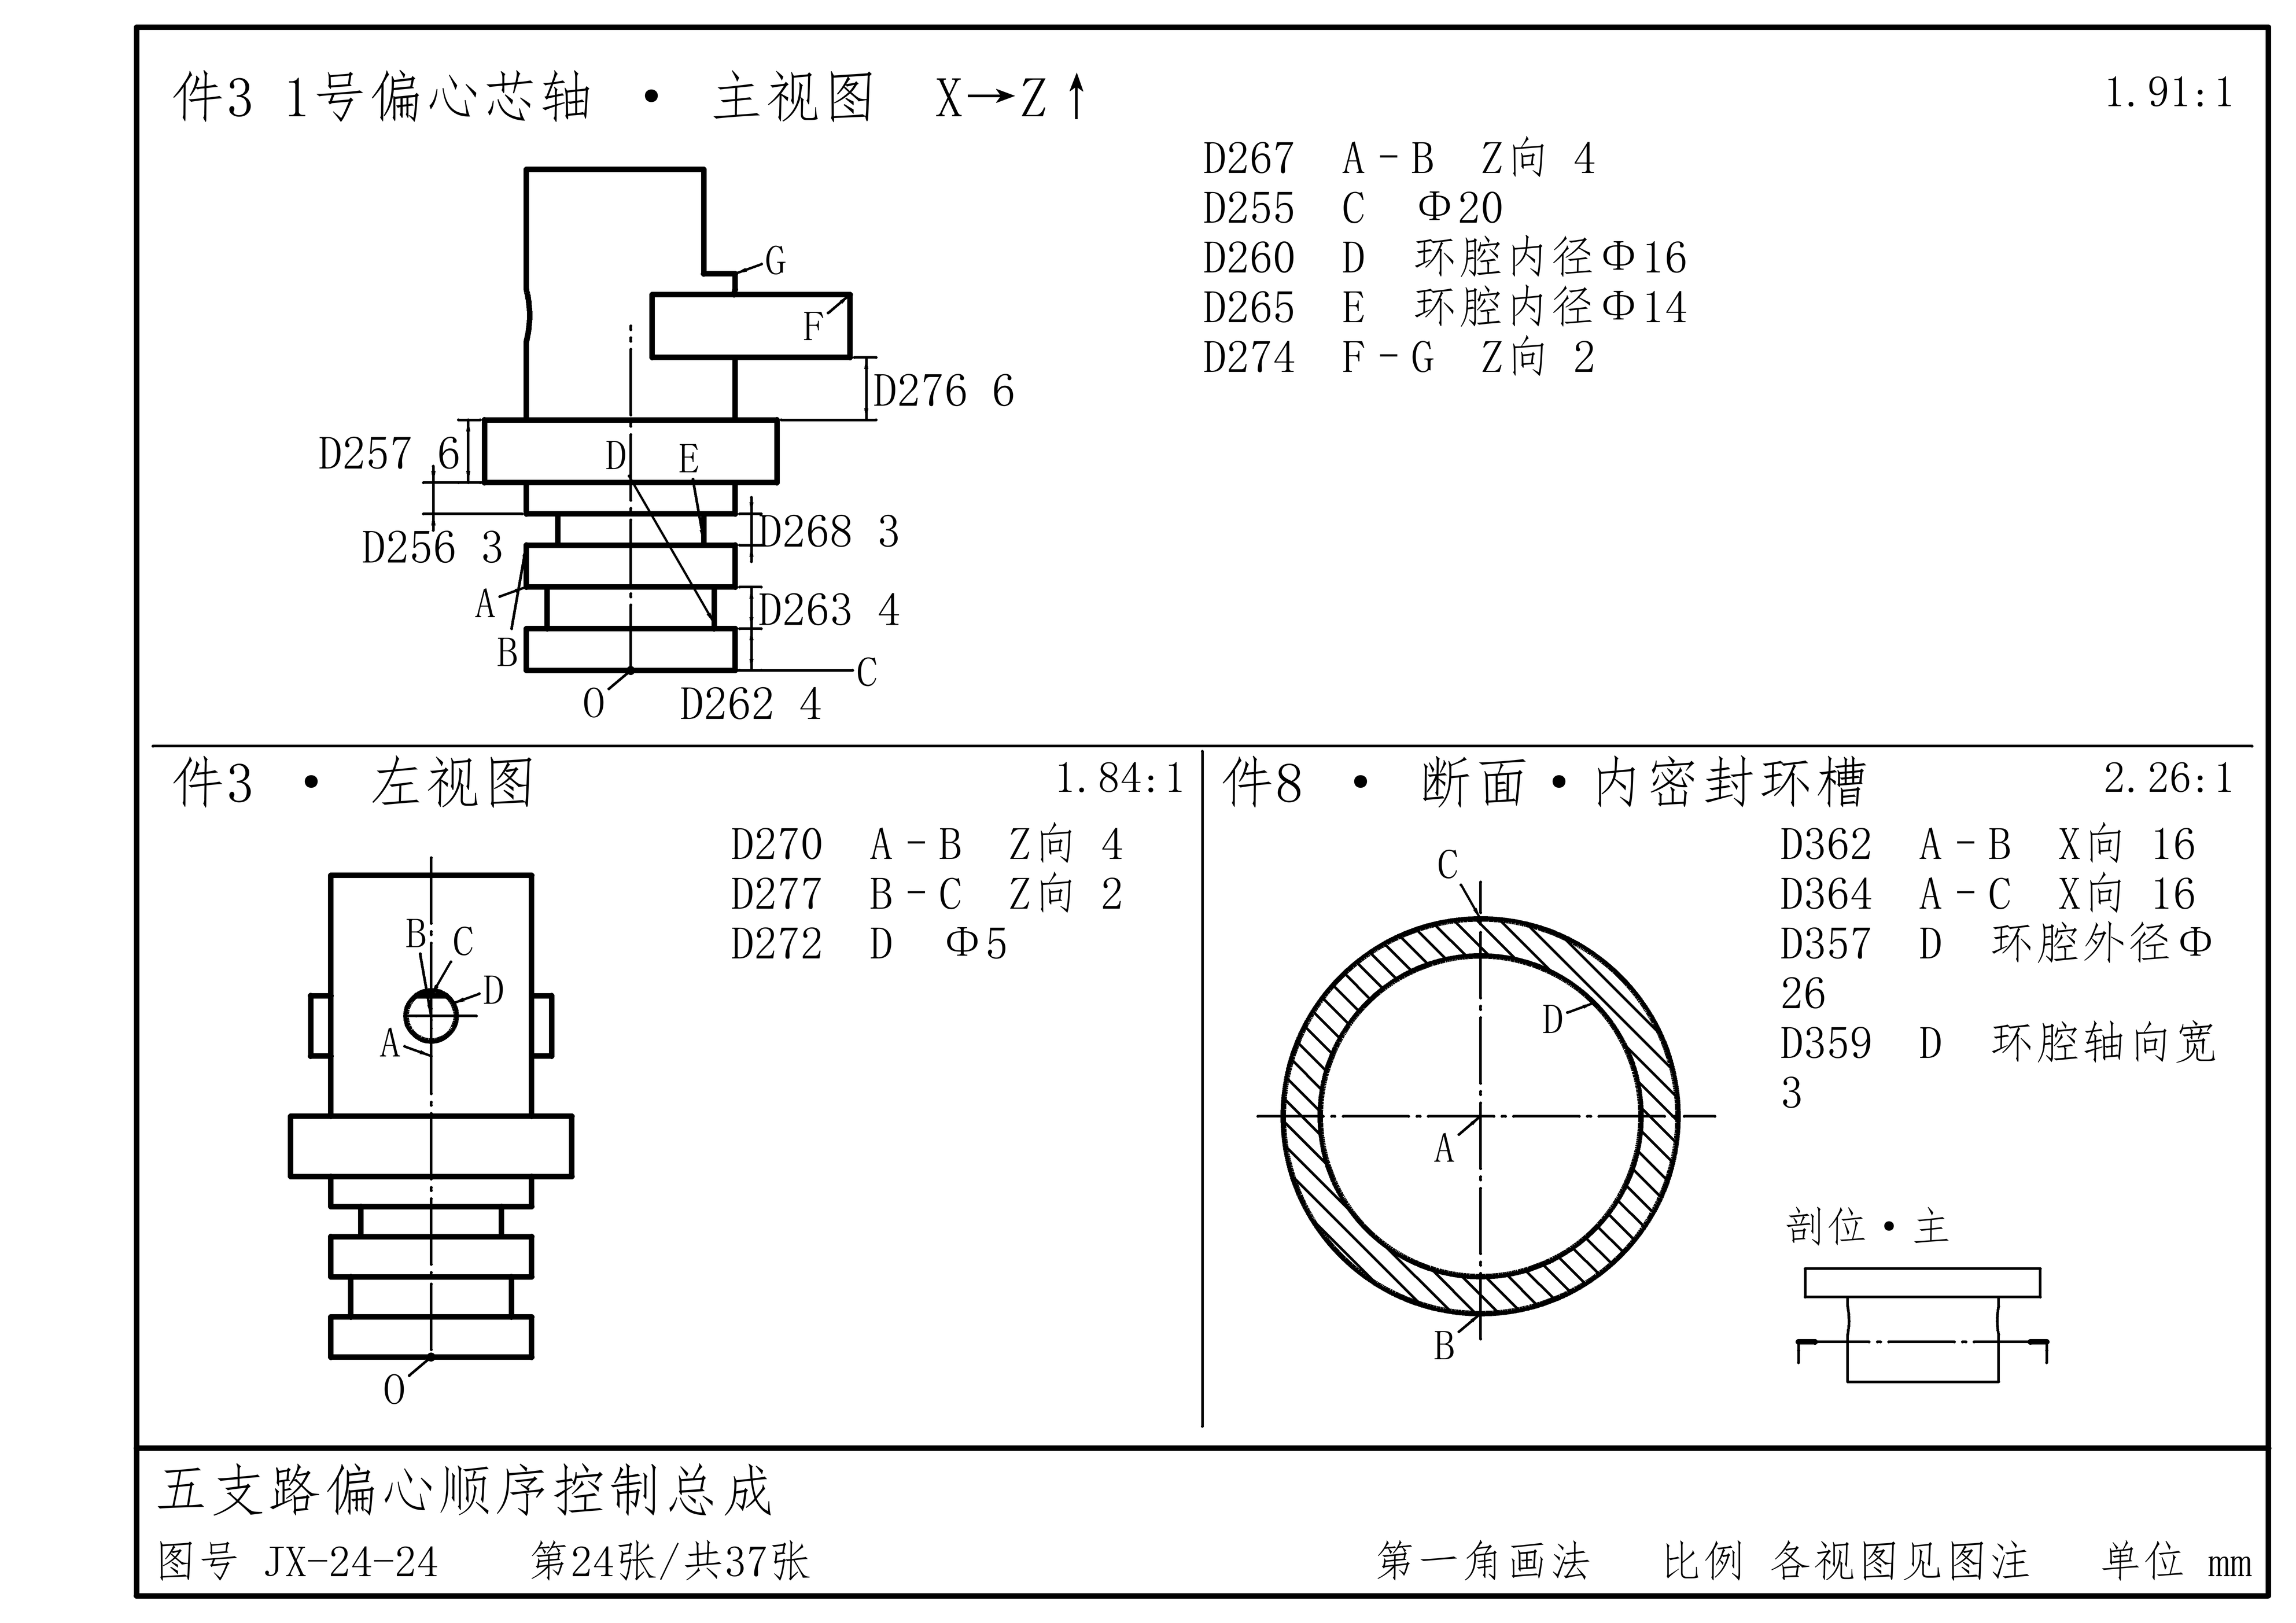 件3 1号偏心芯轴 · 主视图 X→Z↑
1.91:1
D267 A-B Z向 4
D255 C Φ20
D260 D 环腔内径Φ16
D265 E 环腔内径Φ14
D274 F-G Z向 2
G
F
D276 6
D257 6
D
E
D256 3
D268 3
A
D263 4
B
C
O
D262 4
件3 · 左视图
1.84:1
D270 A-B Z向 4
D277 B-C Z向 2
D272 D Φ5
B
C
D
A
O
件8 · 断面·内密封环槽
2.26:1
D362 A-B X向 16
D364 A-C X向 16
D357 D 环腔外径Φ
26
D359 D 环腔轴向宽
3
C
D
A
B
剖位·主
五支路偏心顺序控制总成
图号 JX-24-24 第24张/共37张 第一角画法 比例 各视图见图注 单位 mm